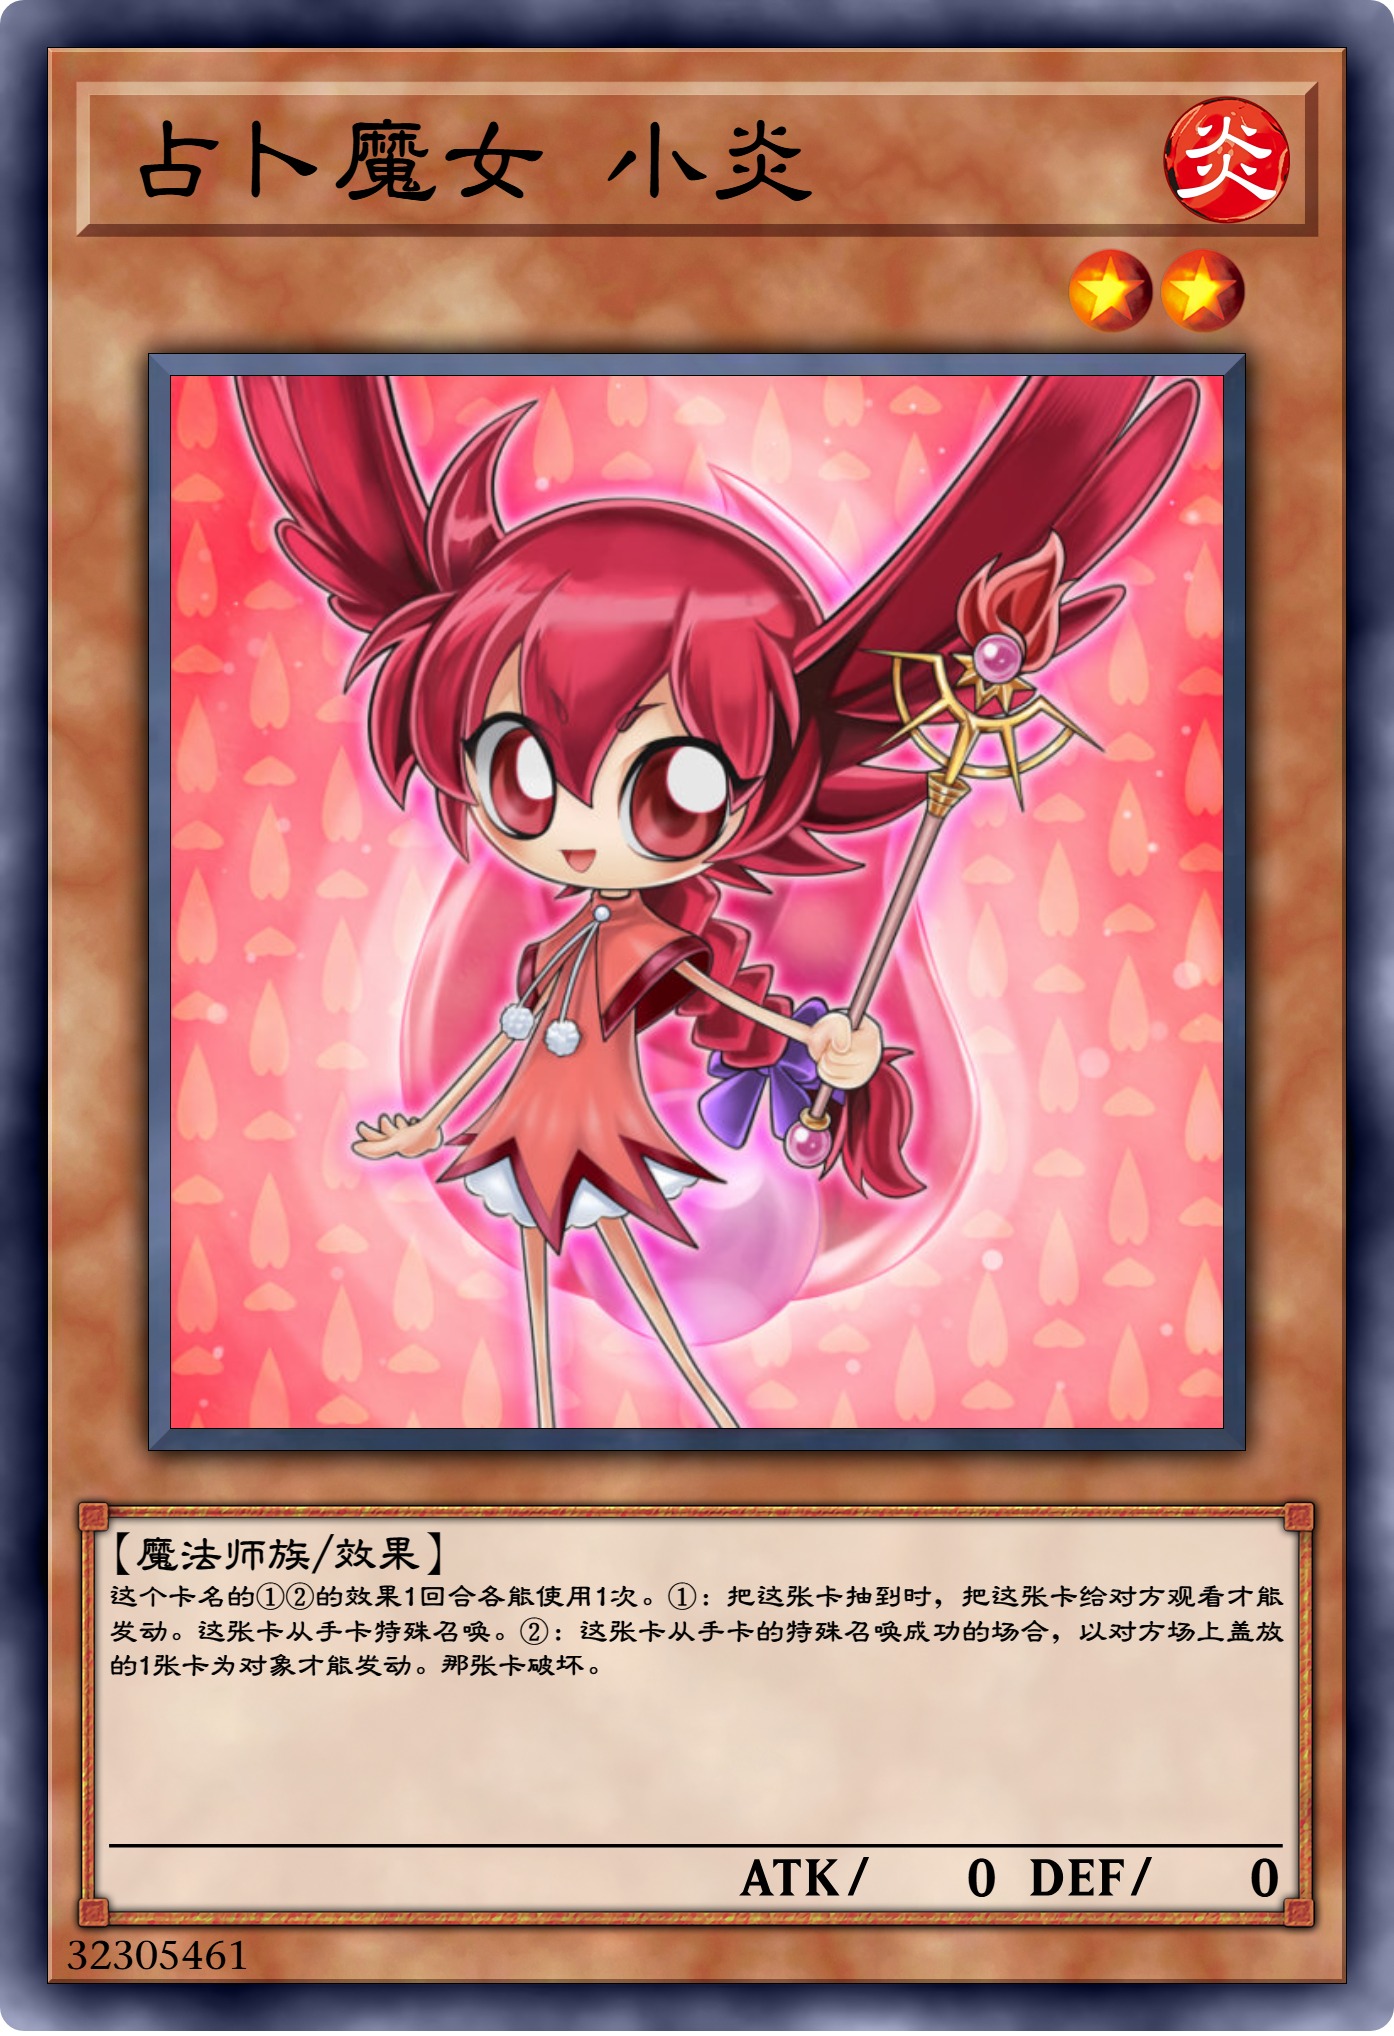 占卜魔女 小炎
炎
【魔法师族/效果】
这个卡名的①②的效果1回合各能使用1次。①：把这张卡抽到时，把这张卡给对方观看才能
发动。这张卡从手卡特殊召唤。②：这张卡从手卡的特殊召唤成功的场合，以对方场上盖放
的1张卡为对象才能发动。那张卡破坏。
ATK/ 0 DEF/ 0
32305461